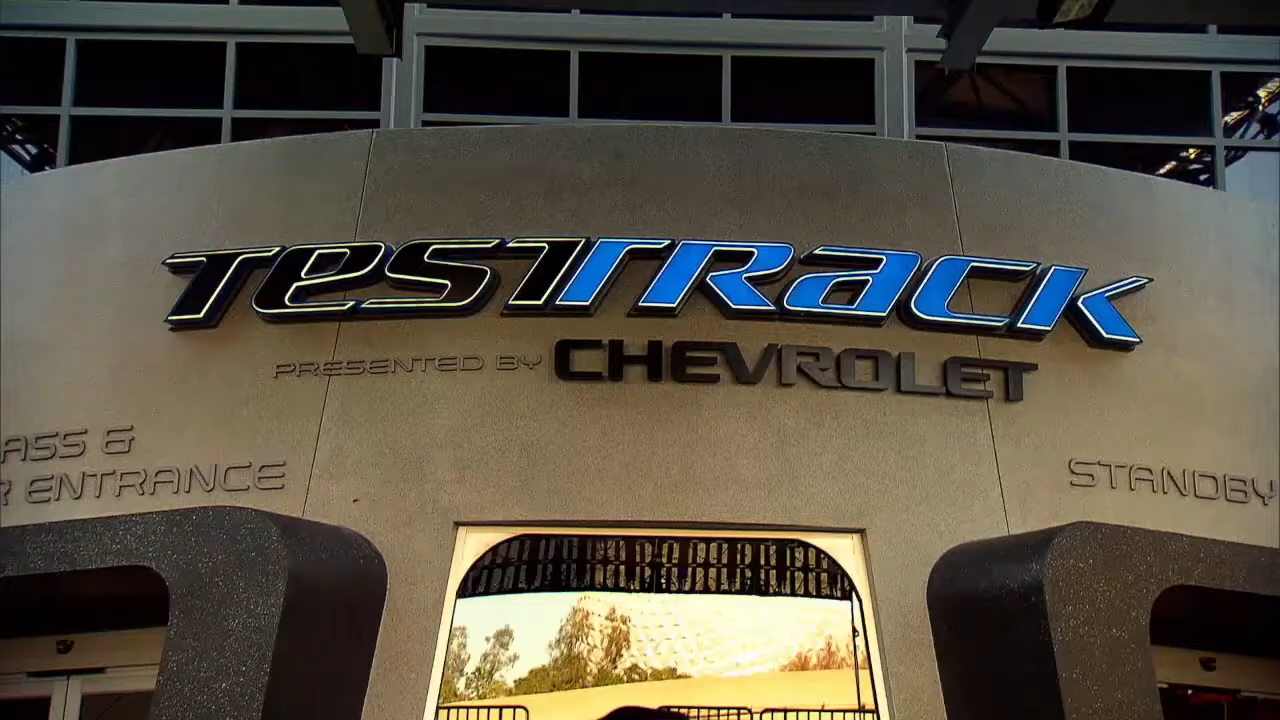 TESTTRACK
PRESENTED BY CHEVROLET
ASS &
R ENTRANCE
STANDBY